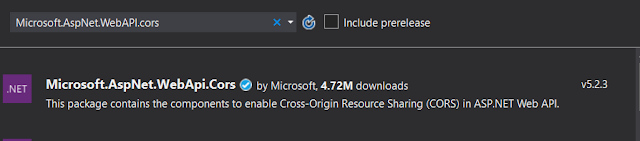 Microsoft.AspNet.WebAPI.cors
Include prerelease
.NET
Microsoft.AspNet.WebApi.Cors by Microsoft, 4.72M downloads
v5.2.3
This package contains the components to enable Cross-Origin Resource Sharing (CORS) in ASP.NET Web API.